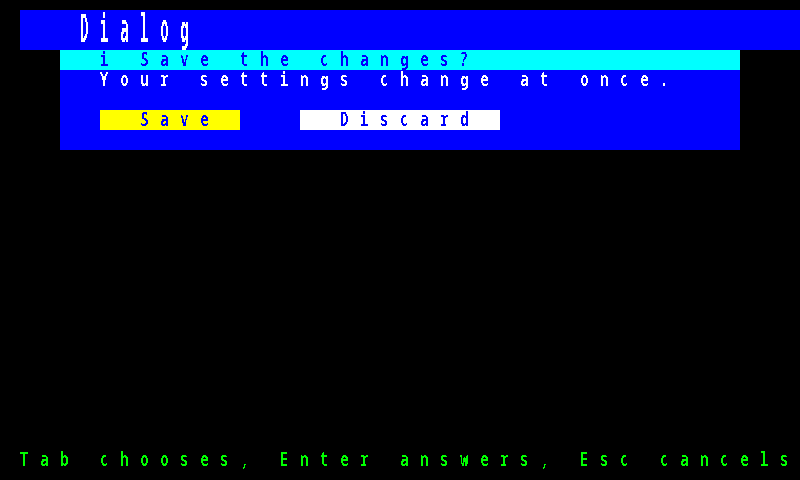 Dialog
i Save the changes?
Your settings change at once.
Save Discard
Tab chooses, Enter answers, Esc cancels